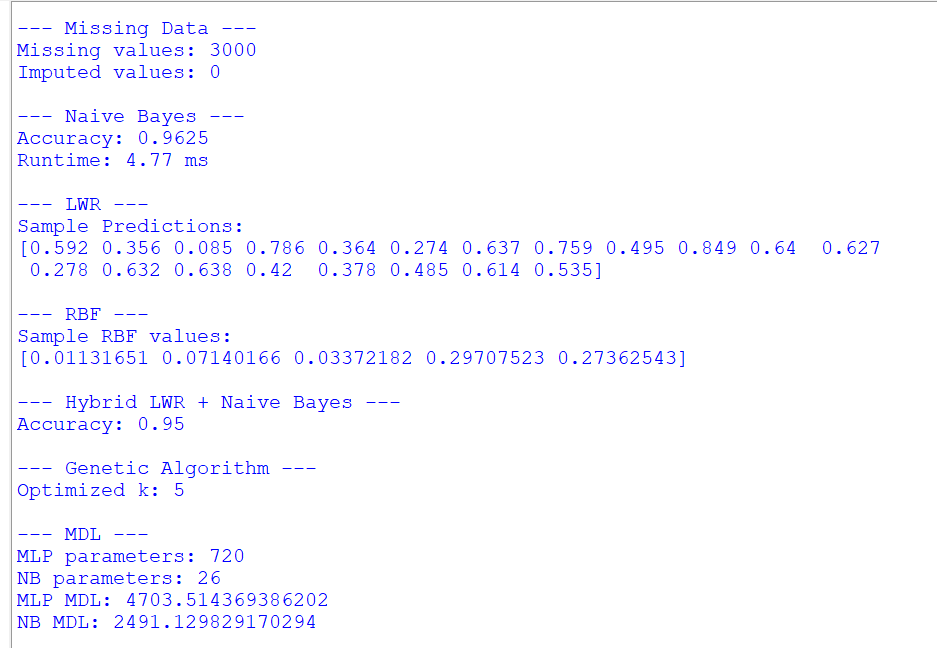 --- Missing Data ---
Missing values: 3000
Imputed values: 0
--- Naive Bayes ---
Accuracy: 0.9625
Runtime: 4.77 ms
--- LWR ---
Sample Predictions:
[0.592 0.356 0.085 0.786 0.364 0.274 0.637 0.759 0.495 0.849 0.64  0.627
 0.278 0.632 0.638 0.42  0.378 0.485 0.614 0.535]
--- RBF ---
Sample RBF values:
[0.01131651 0.07140166 0.03372182 0.29707523 0.27362543]
--- Hybrid LWR + Naive Bayes ---
Accuracy: 0.95
--- Genetic Algorithm ---
Optimized k: 5
--- MDL ---
MLP parameters: 720
NB parameters: 26
MLP MDL: 4703.514369386202
NB MDL: 2491.129829170294